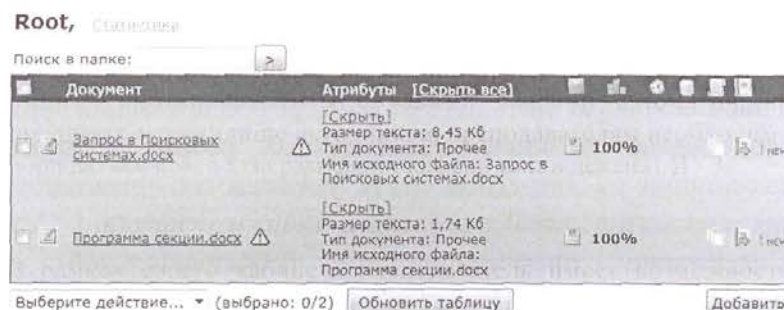 Root, Статистика
Поиск в папке: >
Документ Атрибуты [Скрыть все]
Запрос в Поисковых системах.docx
[Скрыть]
Размер текста: 8,45 Кб
Тип документа: Прочее
Имя исходного файла: Запрос в
Поисковых системах.docx
100%
Программа секции.docx
[Скрыть]
Размер текста: 1,74 Кб
Тип документа: Прочее
Имя исходного файла:
Программа секции.docx
100%
Выберите действие... (выбрано: 0/2) Обновить таблицу Добавить